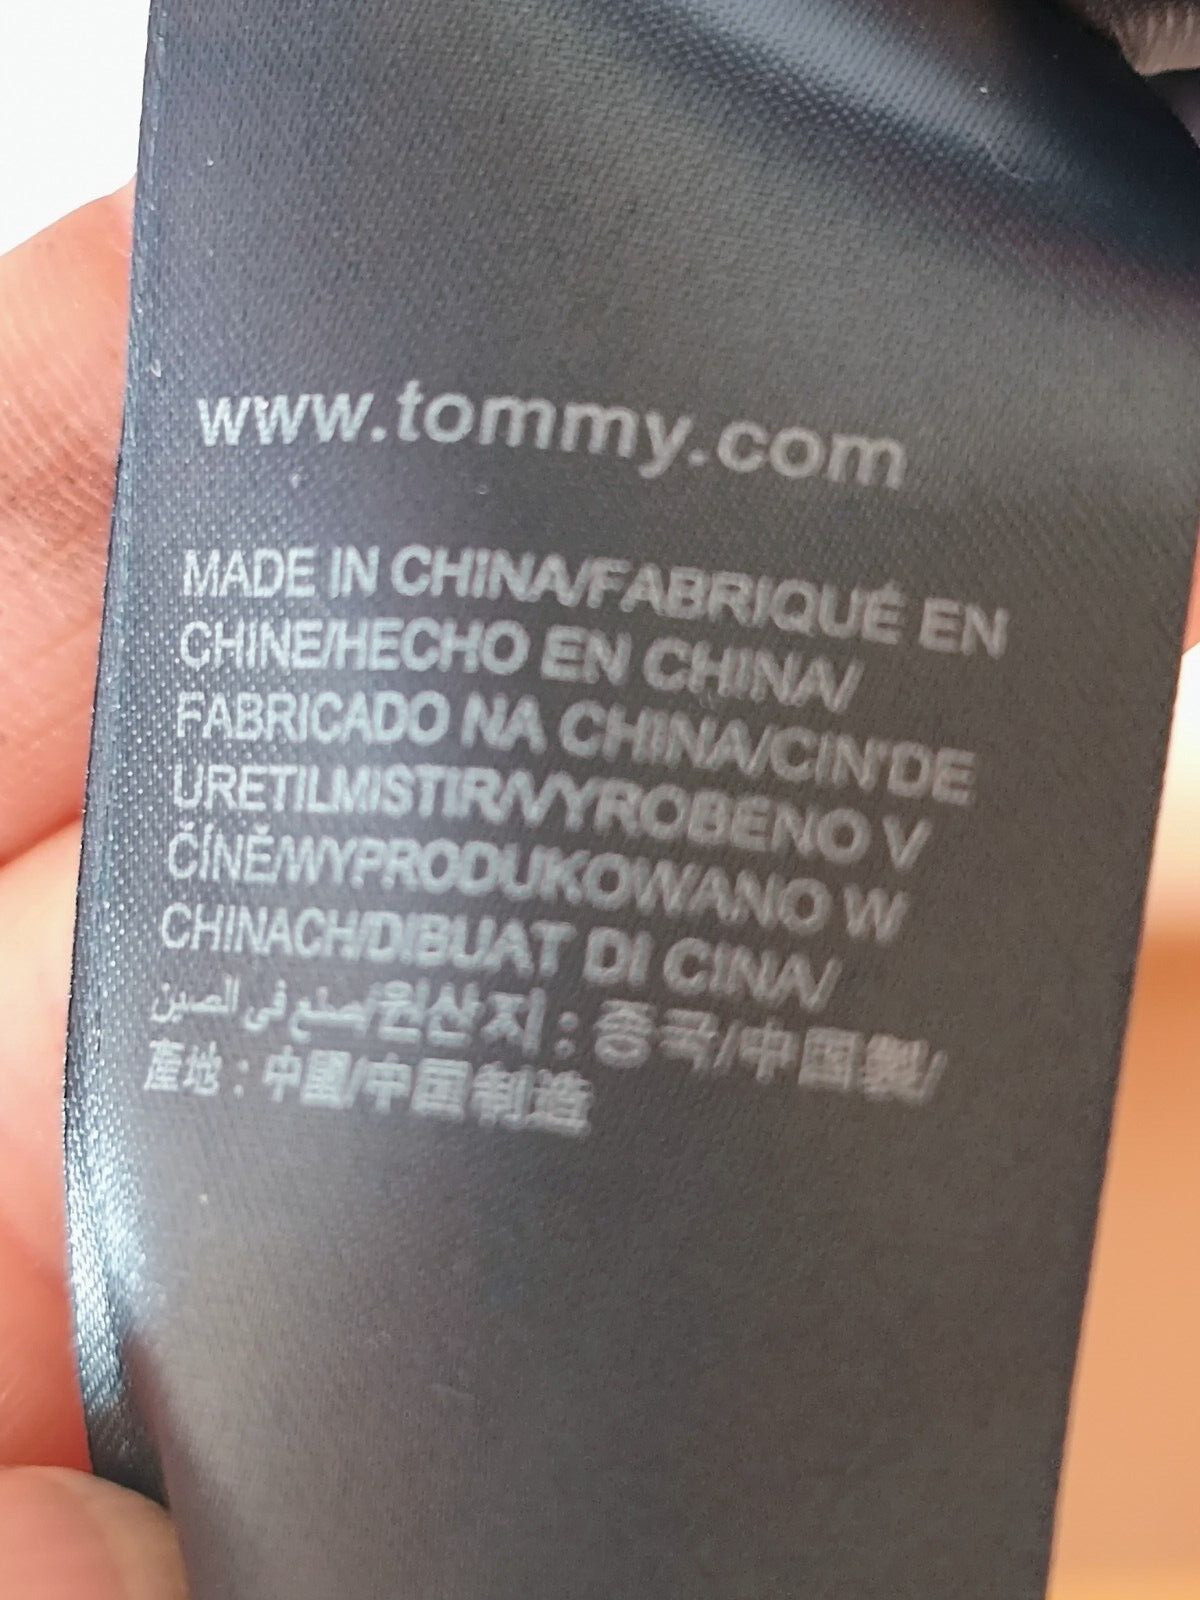 www.tommy.com
MADE IN CHINA/FABRIQUÉ EN
CHINE/HECHO EN CHINA/
FABRICADO NA CHINA/CIN'DE
URETILMISTIR/VYROBENO V
ČÍNĚ/WYPRODUKOWANO W
CHINACH/DIBUAT DI CINA/
صنع في الصين/원산지 : 중국/中国製/
産地 : 中國/中国制造